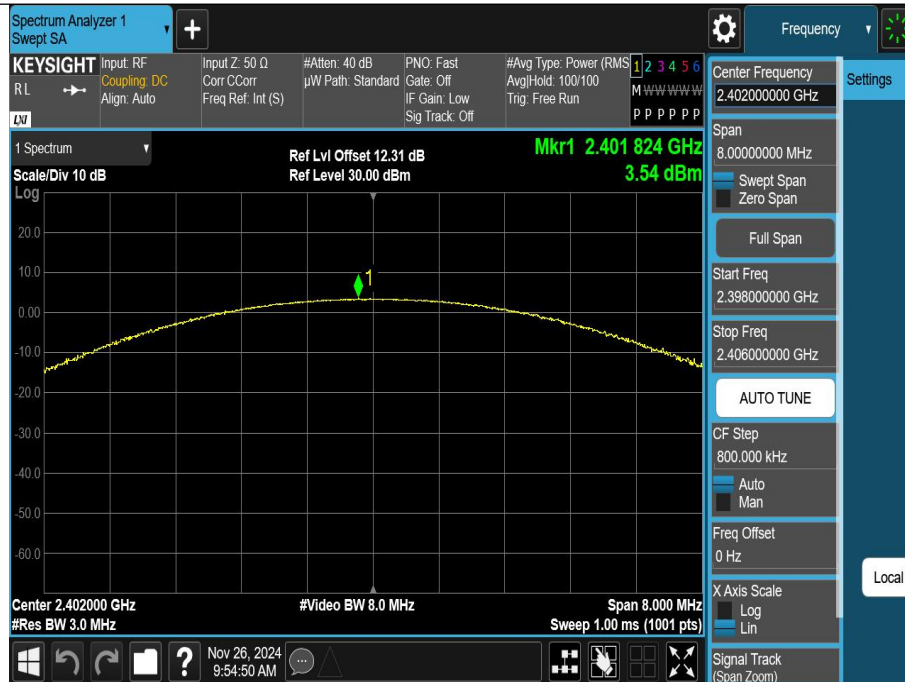 Spectrum Analyzer 1
Swept SA
Frequency
KEYSIGHT
RL
LXI
Input: RF
Coupling: DC
Align: Auto
Input Z: 50 Ω
Corr CCorr
Freq Ref: Int (S)
#Atten: 40 dB
µW Path: Standard
PNO: Fast
Gate: Off
IF Gain: Low
Sig Track: Off
#Avg Type: Power (RMS
Avg|Hold: 100/100
Trig: Free Run
1 2 3 4 5 6
M W W W W W
P P P P P P
1 Spectrum
Scale/Div 10 dB
Log
Ref Lvl Offset 12.31 dB
Ref Level 30.00 dBm
Mkr1 2.401 824 GHz
3.54 dBm
20.0
10.0
0.00
-10.0
-20.0
-30.0
-40.0
-50.0
-60.0
1
Center 2.402000 GHz
#Res BW 3.0 MHz
#Video BW 8.0 MHz
Span 8.000 MHz
Sweep 1.00 ms (1001 pts)
Nov 26, 2024
9:54:50 AM
Center Frequency
2.402000000 GHz
Span
8.00000000 MHz
Swept Span
Zero Span
Full Span
Start Freq
2.398000000 GHz
Stop Freq
2.406000000 GHz
AUTO TUNE
CF Step
800.000 kHz
Auto
Man
Freq Offset
0 Hz
X Axis Scale
Log
Lin
Signal Track
(Span Zoom)
Settings
Local